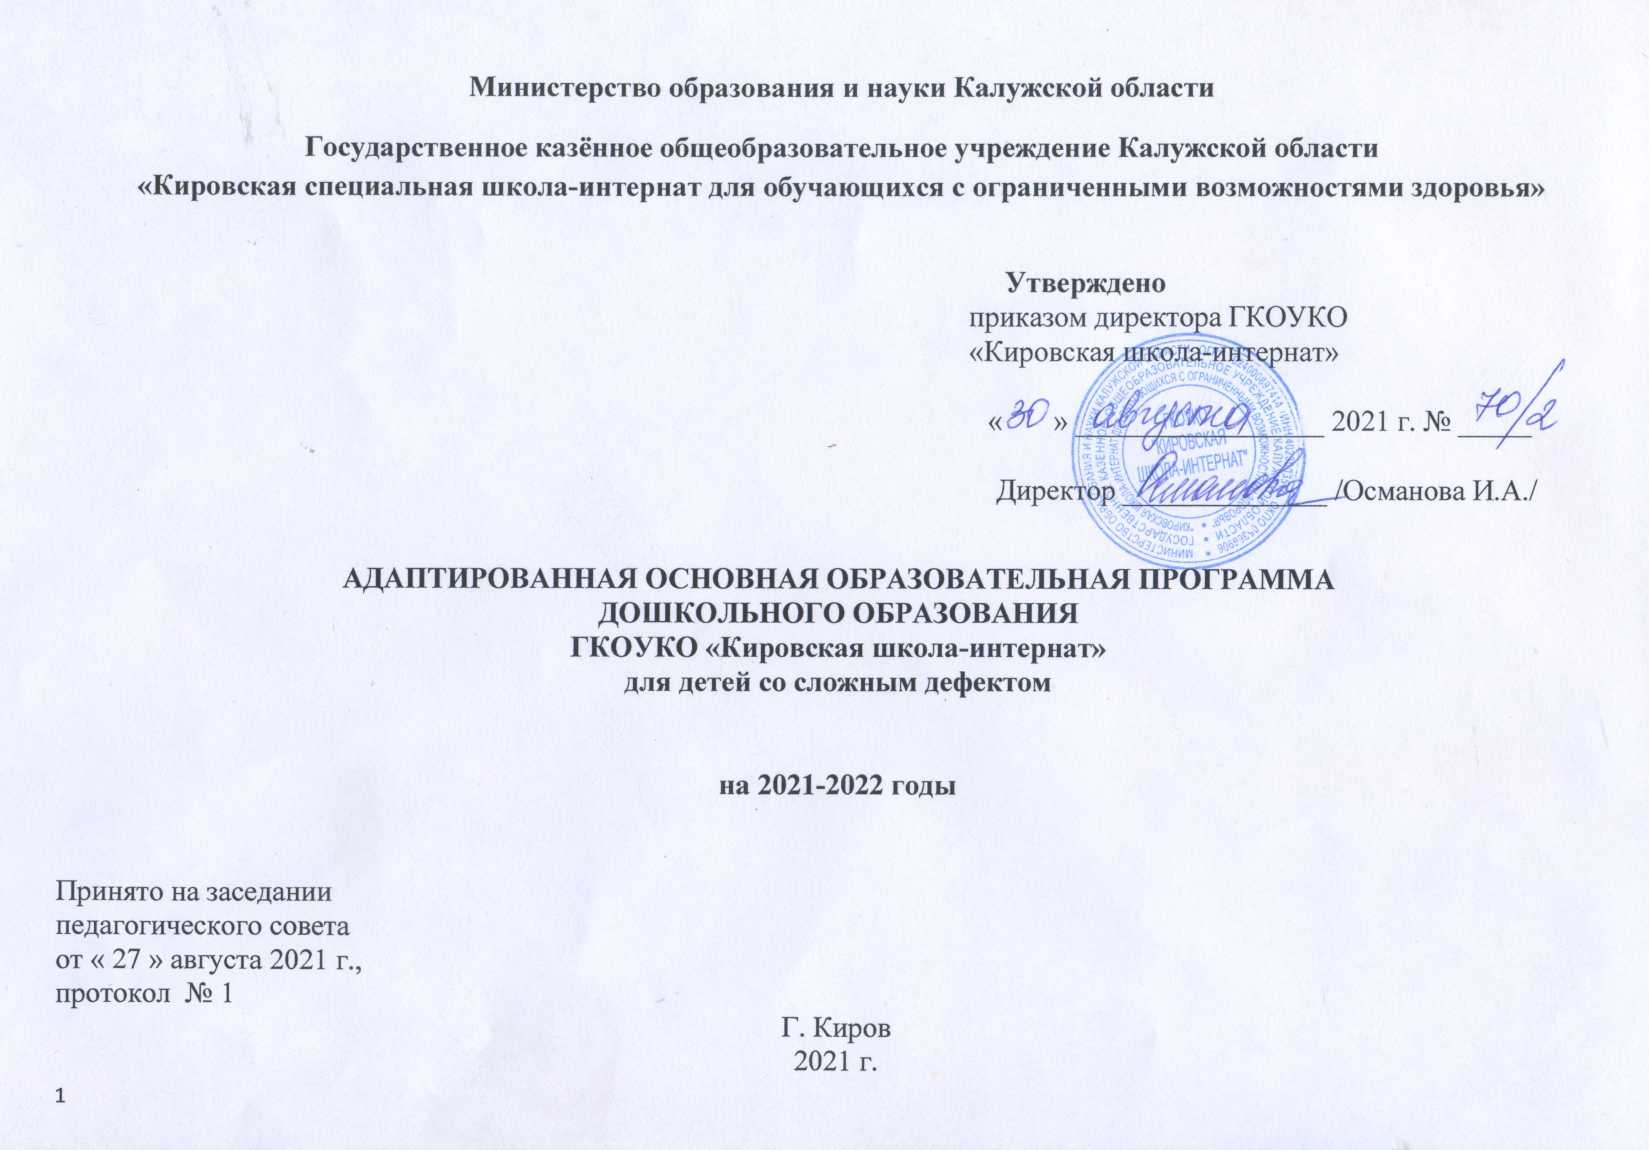 Министерство образования и науки Калужской области
Государственное казённое общеобразовательное учреждение Калужской области
«Кировская специальная школа-интернат для обучающихся с ограниченными возможностями здоровья»
Утверждено
приказом директора ГКОУКО
«Кировская школа-интернат»
«30» августа 2021 г. № 70/2
Директор /Османова И.А./
"КИРОВСКАЯ
ШКОЛА-ИНТЕРНАТ"
АДАПТИРОВАННАЯ ОСНОВНАЯ ОБРАЗОВАТЕЛЬНАЯ ПРОГРАММА
ДОШКОЛЬНОГО ОБРАЗОВАНИЯ
ГКОУКО «Кировская школа-интернат»
для детей со сложным дефектом
на 2021-2022 годы
Принято на заседании
педагогического совета
от « 27 » августа 2021 г.,
протокол № 1
Г. Киров
2021 г.
1